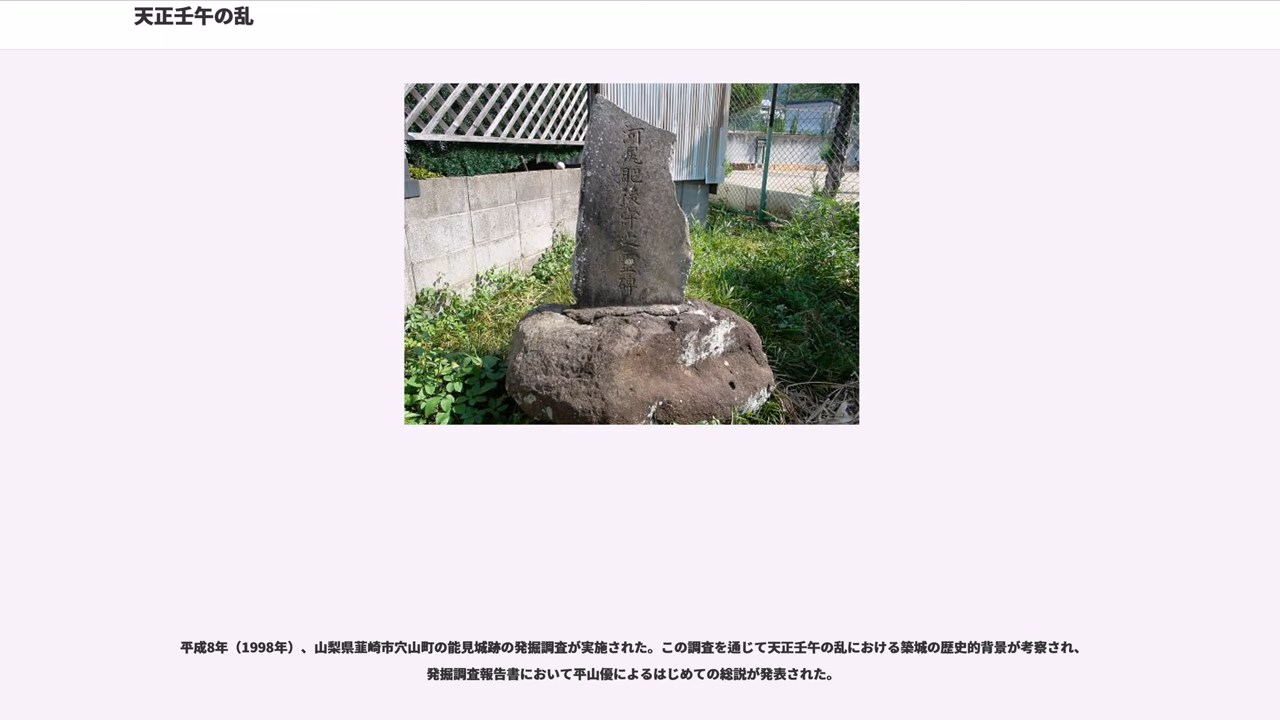 天正壬午の乱
河尻肥後守之霊碑
平成8年（1998年）、山梨県韮崎市穴山町の能見城跡の発掘調査が実施された。この調査を通じて天正壬午の乱における築城の歴史的背景が考察され、
発掘調査報告書において平山優によるはじめての総説が発表された。